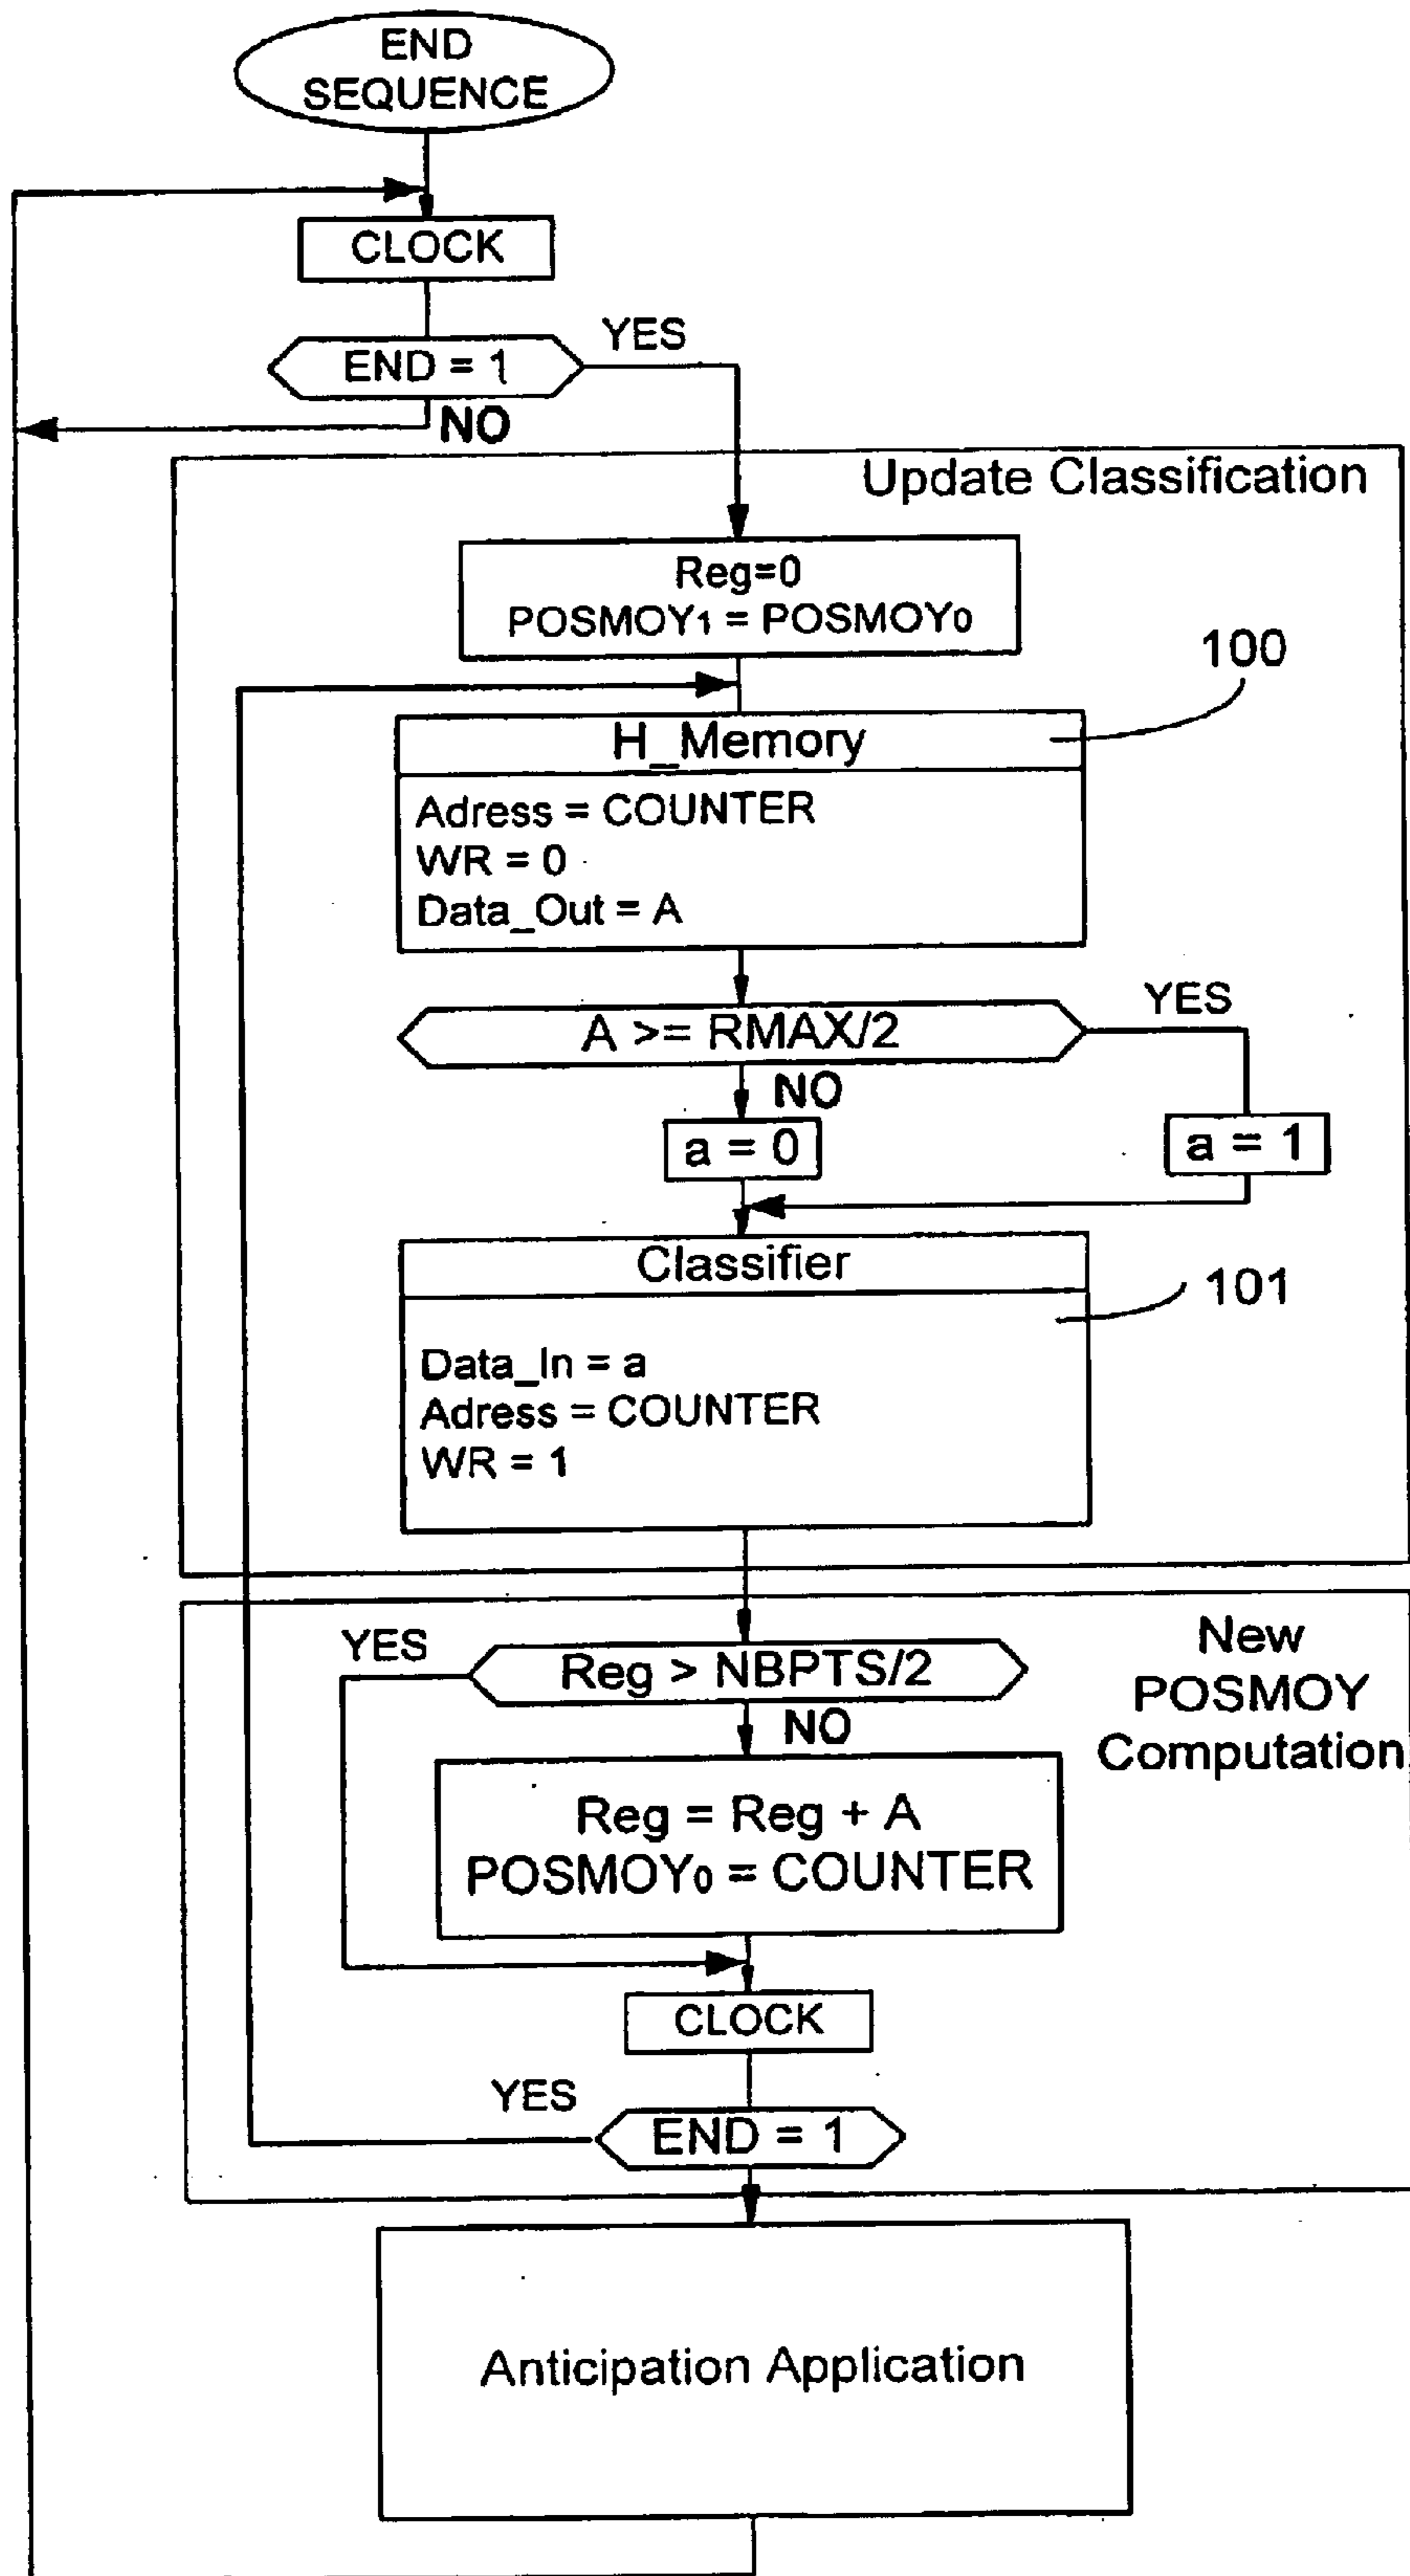 END
SEQUENCE
CLOCK
YES
END = 1
NO
Update Classification
Reg=0
POSMOY₁ = POSMOY₀
100
H_Memory
Adress = COUNTER
WR = 0
Data_Out = A
YES
A >= RMAX/2
NO
a = 0
a = 1
Classifier
101
Data_In = a
Adress = COUNTER
WR = 1
New
POSMOY
Computation
YES
Reg > NBPTS/2
NO
Reg = Reg + A
POSMOY₀ = COUNTER
CLOCK
YES
END = 1
Anticipation Application